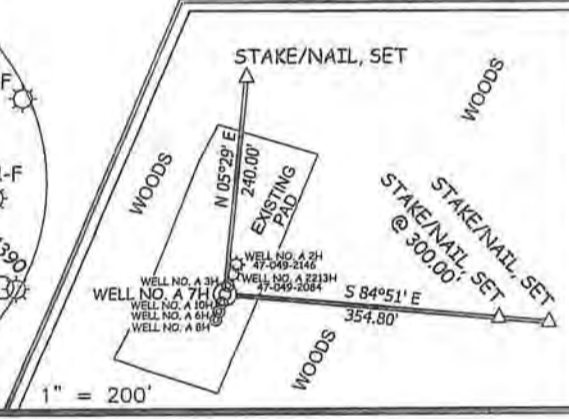 F
-F
390
STAKE/NAIL, SET
WOODS
WOODS
N 05°29' E
240.00'
EXISTING
PAD
STAKE/NAIL, SET
STAKE/NAIL, SET
@ 300.00'
WELL NO. A 2H
47-049-2146
WELL NO. A 3H
WELL NO. A 2213H
47-049-2084
WELL NO. A 7H
WELL NO. A 10H
WELL NO. A 6H
WELL NO. A 8H
S 84°51' E
354.80'
WOODS
1" = 200'